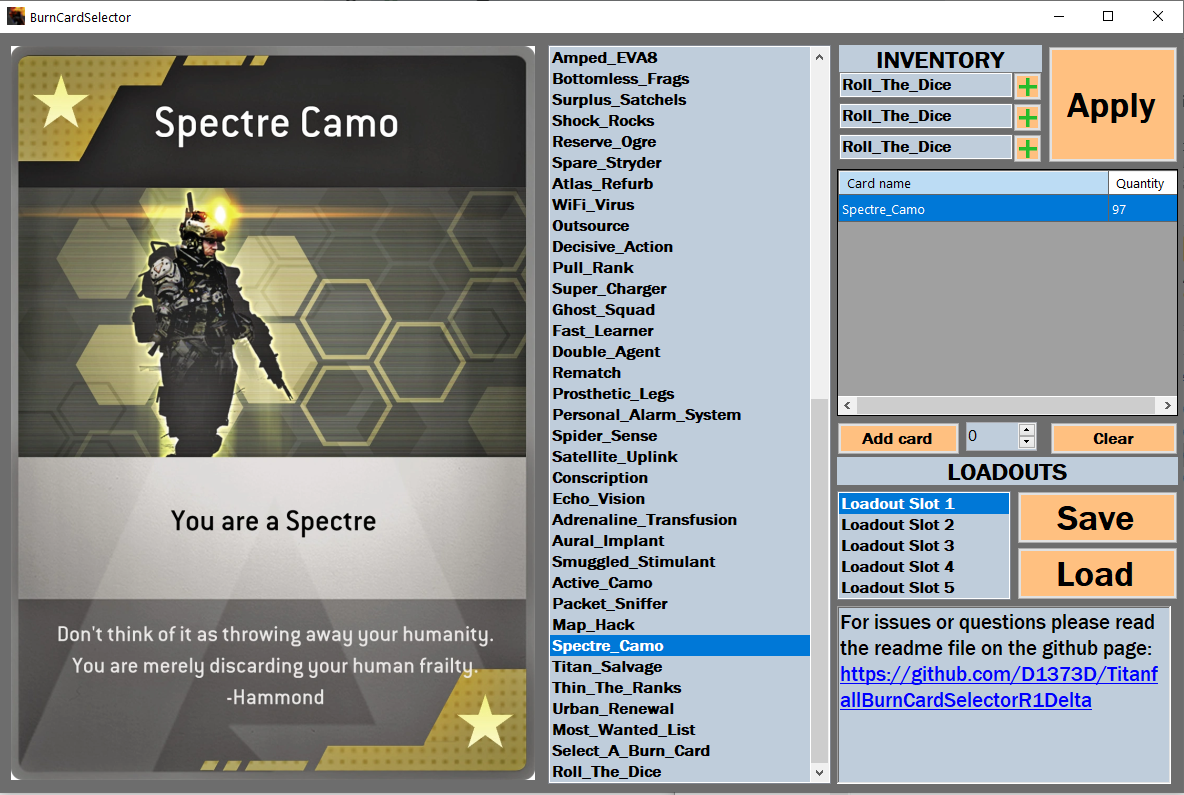 BurnCardSelector
Spectre Camo
You are a Spectre
Don't think of it as throwing away your humanity.
You are merely discarding your human frailty.
-Hammond
Amped_EVA8
Bottomless_Frags
Surplus_Satchels
Shock_Rocks
Reserve_Ogre
Spare_Stryder
Atlas_Refurb
WiFi_Virus
Outsource
Decisive_Action
Pull_Rank
Super_Charger
Ghost_Squad
Fast_Learner
Double_Agent
Rematch
Prosthetic_Legs
Personal_Alarm_System
Spider_Sense
Satellite_Uplink
Conscription
Echo_Vision
Adrenaline_Transfusion
Aural_Implant
Smuggled_Stimulant
Active_Camo
Packet_Sniffer
Map_Hack
Spectre_Camo
Titan_Salvage
Thin_The_Ranks
Urban_Renewal
Most_Wanted_List
Select_A_Burn_Card
Roll_The_Dice
INVENTORY
Roll_The_Dice
Roll_The_Dice
Roll_The_Dice
Apply
Card name Quantity
Spectre_Camo 97
Add card 0 Clear
LOADOUTS
Loadout Slot 1
Loadout Slot 2
Loadout Slot 3
Loadout Slot 4
Loadout Slot 5
Save
Load
For issues or questions please read
the readme file on the github page:
https://github.com/D1373D/Titanf
allBurnCardSelectorR1Delta